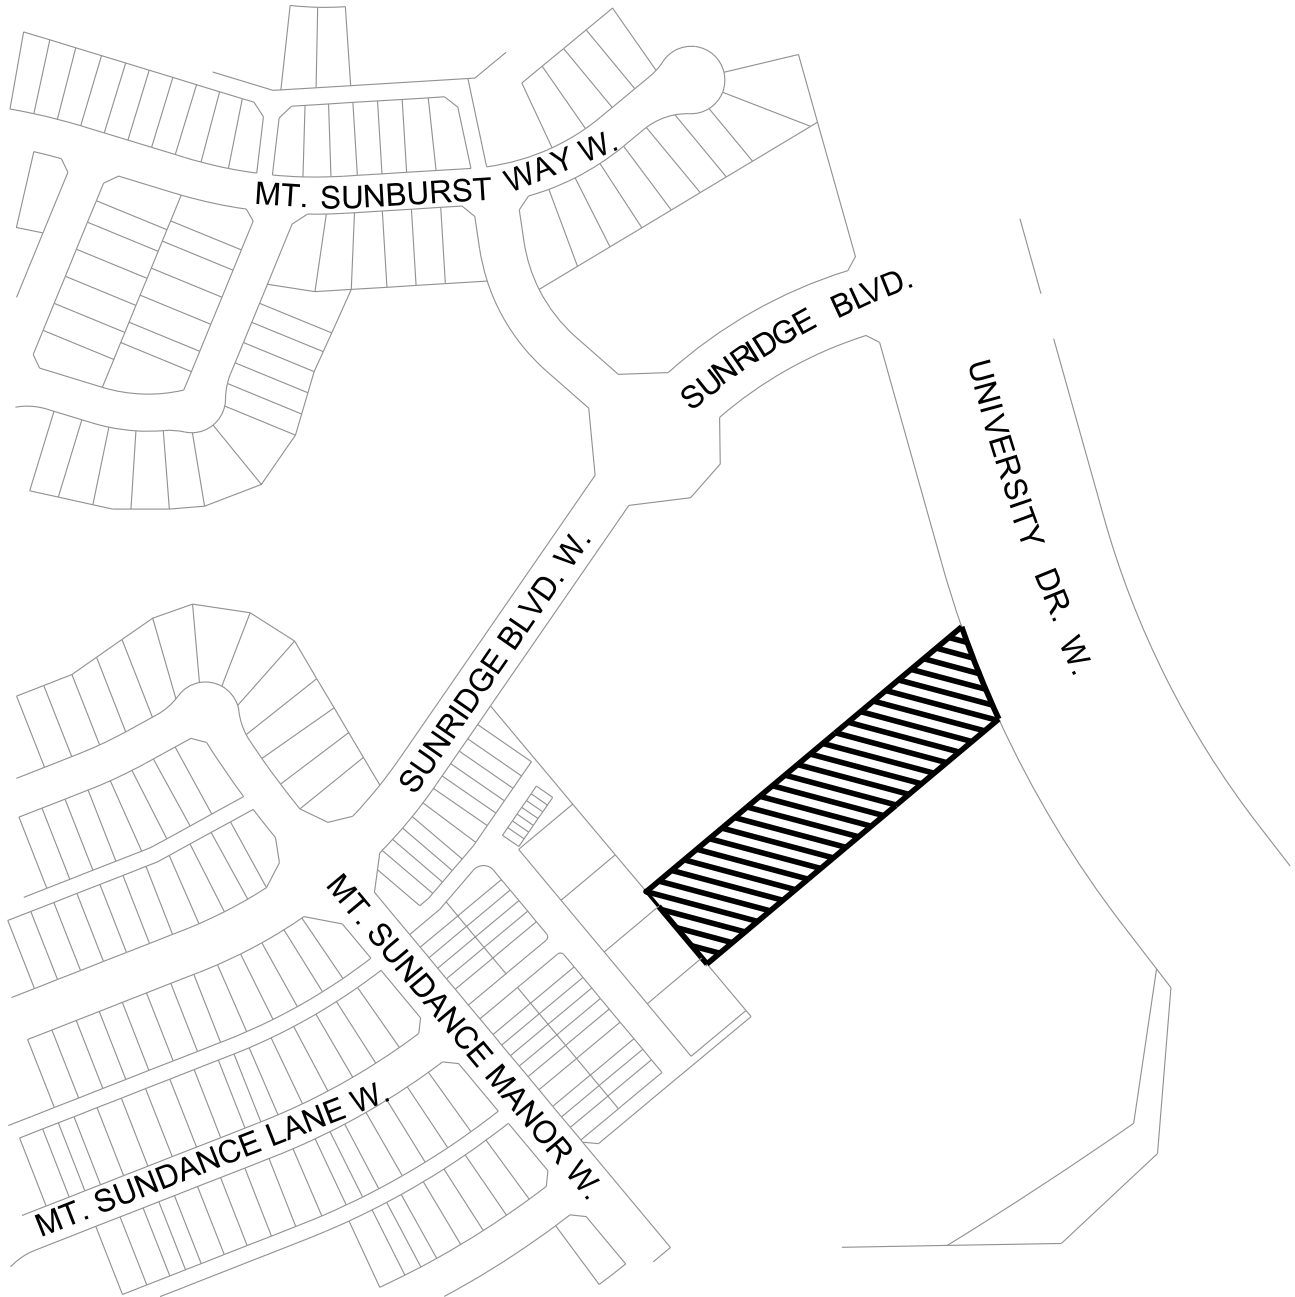 MT. SUNBURST WAY W.
SUNRIDGE BLVD.
UNIVERSITY DR. W.
SUNRIDGE BLVD. W.
MT. SUNDANCE MANOR W.
MT. SUNDANCE LANE W.